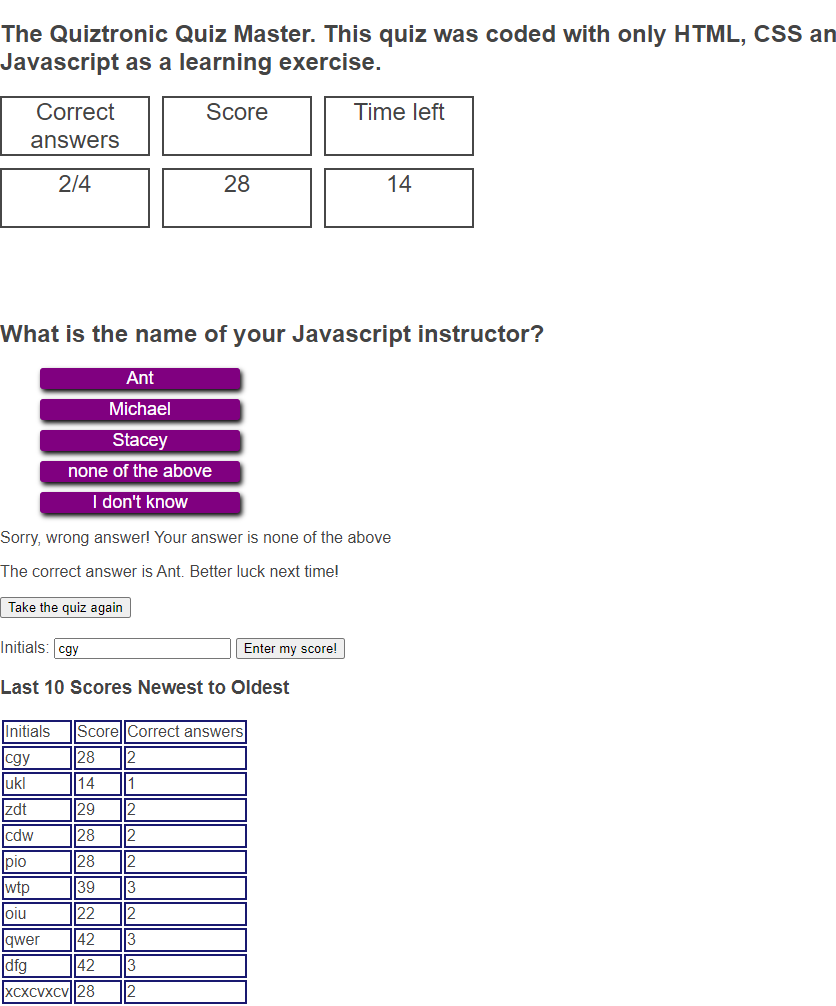 The Quiztronic Quiz Master. This quiz was coded with only HTML, CSS an
Javascript as a learning exercise.
Correct answers Score Time left
2/4 28 14
What is the name of your Javascript instructor?
Ant
Michael
Stacey
none of the above
I don't know
Sorry, wrong answer! Your answer is none of the above
The correct answer is Ant. Better luck next time!
Take the quiz again
Initials: cgy Enter my score!
Last 10 Scores Newest to Oldest
Initials Score Correct answers
cgy 28 2
ukl 14 1
zdt 29 2
cdw 28 2
pio 28 2
wtp 39 3
oiu 22 2
qwer 42 3
dfg 42 3
xcxcvxcv 28 2